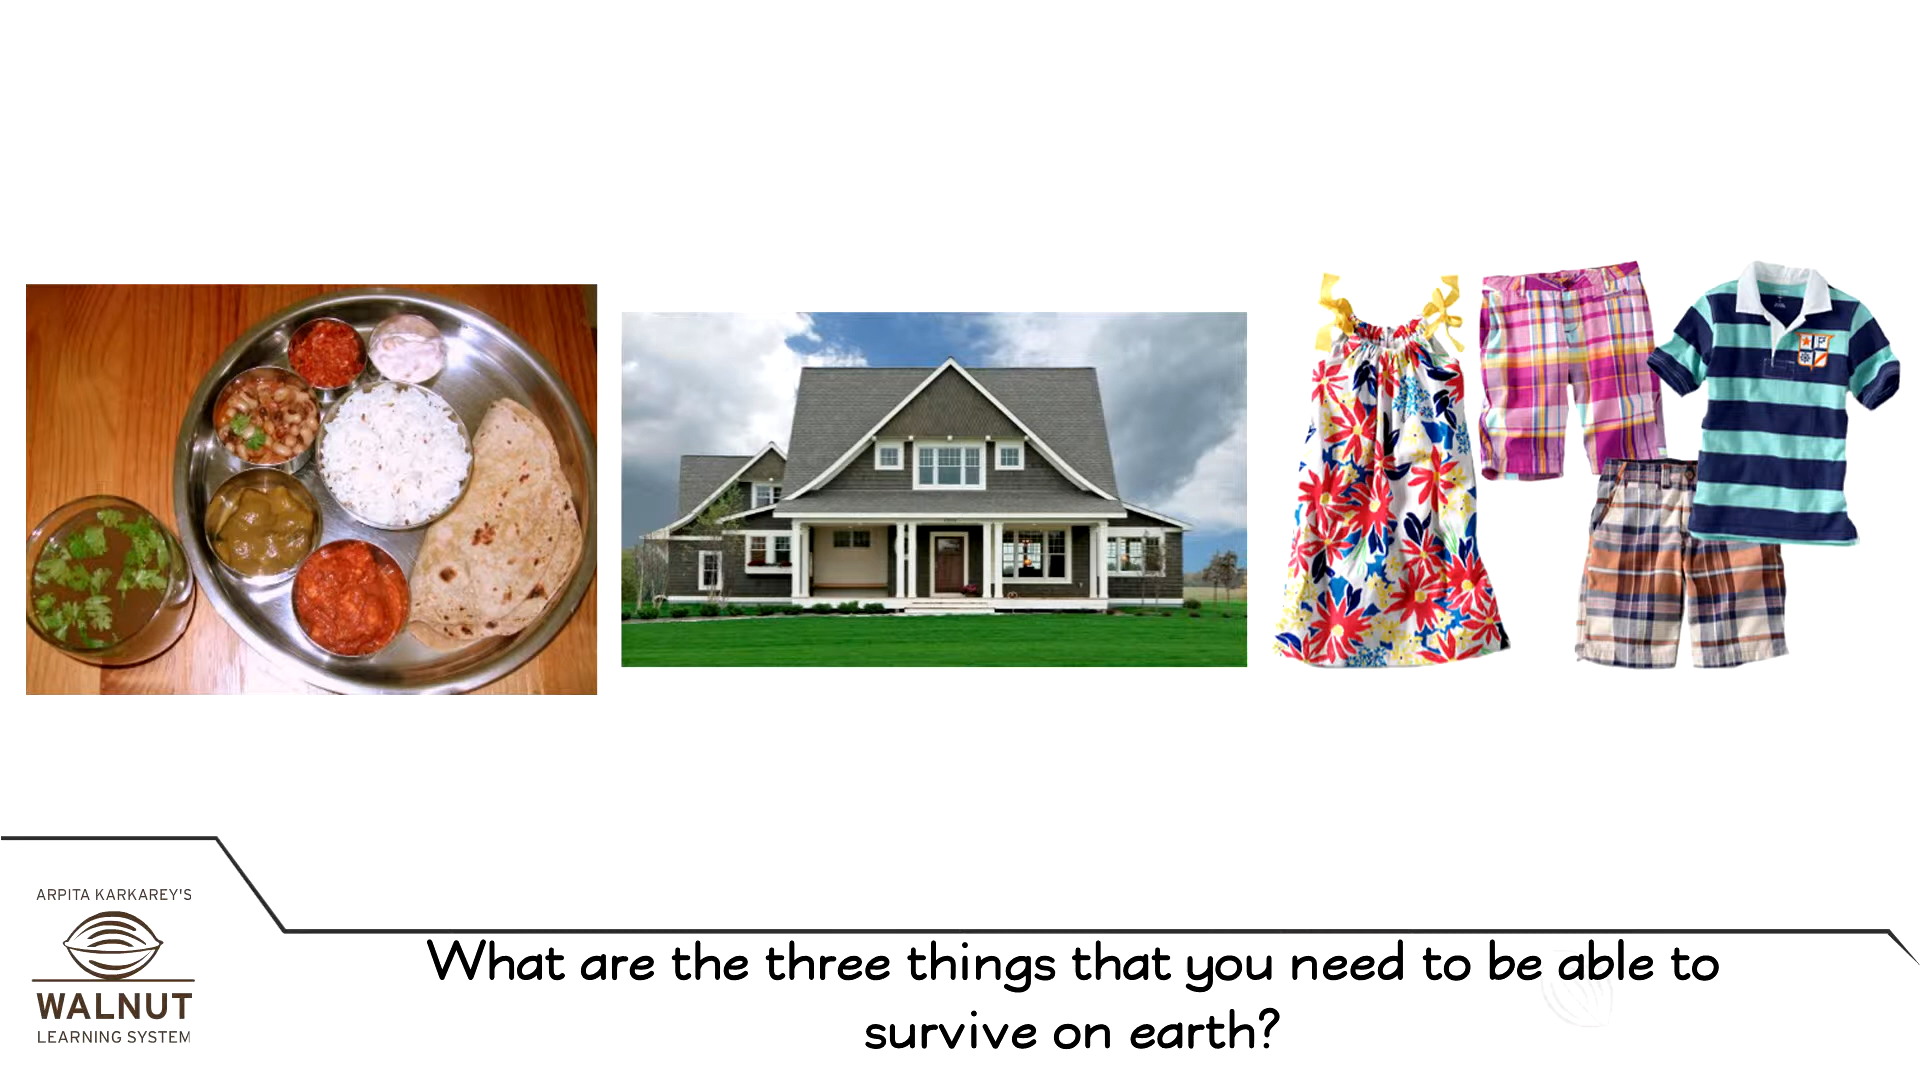 ARPITA KARKAREY'S
WALNUT
LEARNING SYSTEM
What are the three things that you need to be able to
survive on earth?